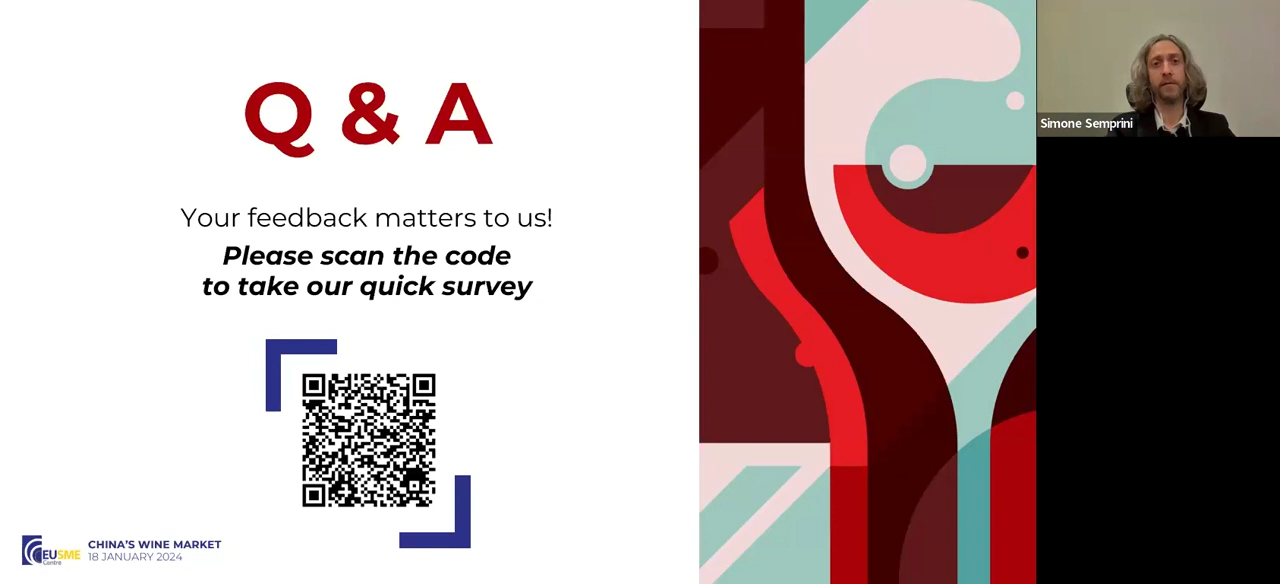 Q & A
Your feedback matters to us!
Please scan the code
to take our quick survey
EUSME
Centre
CHINA'S WINE MARKET
18 JANUARY 2024
Simone Semprini